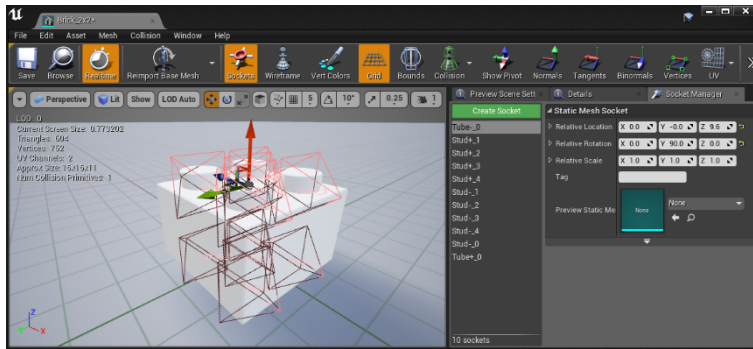 Brick_2x2*
File Edit Asset Mesh Collision Window Help
Save Browse Realtime Reimport Base Mesh Sockets Wireframe Vert Colors Grid Bounds Collision Show Pivot Normals Tangents Binormals Vertices UV
Perspective Lit Show LOD Auto 5 10° 0.25 1
Preview Scene Sett Details Socket Manager
LOD: 0
Current Screen Size: 0.773202
Triangles: 604
Vertices: 752
UV Channels: 2
Approx Size: 16x16x11
Num Collision Primitives: 1
Z
X
Create Socket
Tube-_0
Stud+_1
Stud+_2
Stud+_3
Stud+_4
Stud-_1
Stud-_2
Stud-_3
Stud-_4
Stud-_0
Tube+_0
10 sockets
Static Mesh Socket
Relative Location X 0.0 Y -0.0 Z 9.6
Relative Rotation X 0.0 Y 90.0 Z 0.0
Relative Scale X 1.0 Y 1.0 Z 1.0
Tag
Preview Static Me None None